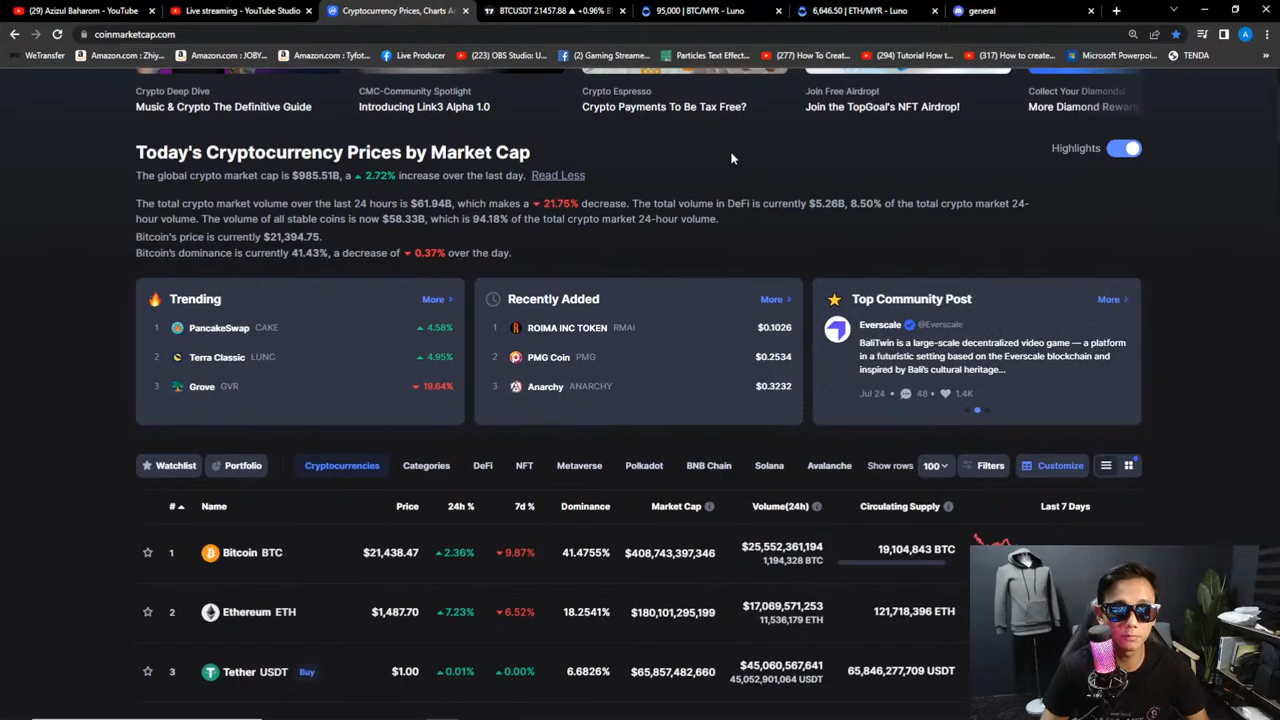 (29) Azizul Baharom - YouTube
Live streaming - YouTube Studio
Cryptocurrency Prices, Charts A
BTCUSDT 21457.88 ▲ +0.96% B
95,000 | BTC/MYR - Luno
6,646.50 | ETH/MYR - Luno
general
coinmarketcap.com
A
WeTransfer
Amazon.com : Zhiy...
Amazon.com : JOBY...
Amazon.com : Tyfot...
Live Producer
(223) OBS Studio: U...
(2) Gaming Streame...
Particles Text Effect...
(277) How To Creat...
(294) Tutorial How t...
(317) How to create...
Microsoft Powerpoi...
TENDA
Crypto Deep Dive
Music & Crypto The Definitive Guide
CMC-Community Spotlight
Introducing Link3 Alpha 1.0
Crypto Espresso
Crypto Payments To Be Tax Free?
Join Free Airdrop!
Join the TopGoal's NFT Airdrop!
Collect Your Diamonds!
More Diamond Rewar
Today's Cryptocurrency Prices by Market Cap
Highlights
The global crypto market cap is $985.51B, a ▲ 2.72% increase over the last day. Read Less
The total crypto market volume over the last 24 hours is $61.94B, which makes a ▼ 21.75% decrease. The total volume in DeFi is currently $5.26B, 8.50% of the total crypto market 24-
hour volume. The volume of all stable coins is now $58.33B, which is 94.18% of the total crypto market 24-hour volume.
Bitcoin's price is currently $21,394.75.
Bitcoin's dominance is currently 41.43%, a decrease of ▼ 0.37% over the day.
Trending
More >
1 PancakeSwap CAKE ▲ 4.58%
2 Terra Classic LUNC ▲ 4.95%
3 Grove GVR ▼ 19.64%
Recently Added
More >
1 ROIMA INC TOKEN RMAI $0.1026
2 PMG Coin PMG $0.2534
3 Anarchy ANARCHY $0.3232
Top Community Post
More >
Everscale @Everscale
BaliTwin is a large-scale decentralized video game — a platform
in a futuristic setting based on the Everscale blockchain and
inspired by Bali's cultural heritage...
Jul 24 • 48 • 1.4K
Watchlist Portfolio Cryptocurrencies Categories DeFi NFT Metaverse Polkadot BNB Chain Solana Avalanche Show rows 100 Filters Customize
# Name Price 24h % 7d % Dominance Market Cap Volume(24h) Circulating Supply Last 7 Days
1 Bitcoin BTC $21,438.47 ▲2.36% ▼9.87% 41.4755% $408,743,397,346 $25,552,361,194 19,104,843 BTC
1,194,328 BTC
2 Ethereum ETH $1,487.70 ▲7.23% ▼6.52% 18.2541% $180,101,295,199 $17,069,571,253 121,718,396 ETH
11,536,179 ETH
3 Tether USDT Buy $1.00 ▲0.01% ▲0.00% 6.6826% $65,857,482,660 $45,060,567,641 65,846,277,709 USDT
45,052,901,064 USDT